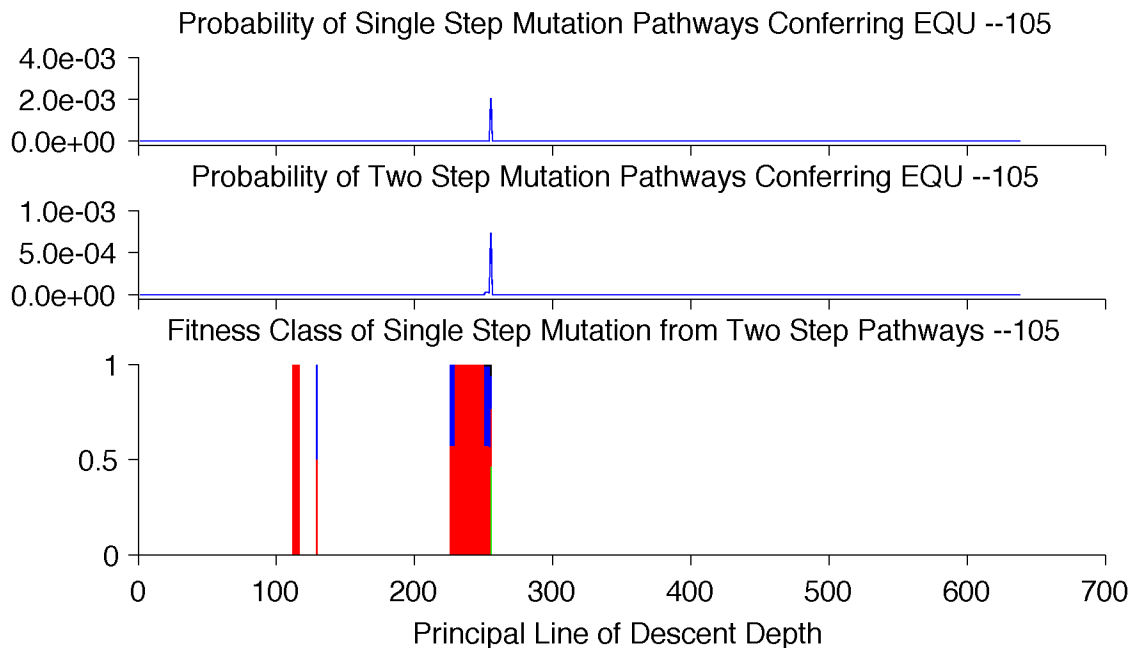 Probability of Single Step Mutation Pathways Conferring EQU --105
4.0e-03
2.0e-03
0.0e+00
Probability of Two Step Mutation Pathways Conferring EQU --105
1.0e-03
5.0e-04
0.0e+00
Fitness Class of Single Step Mutation from Two Step Pathways --105
1
0.5
0
0 100 200 300 400 500 600 700
Principal Line of Descent Depth